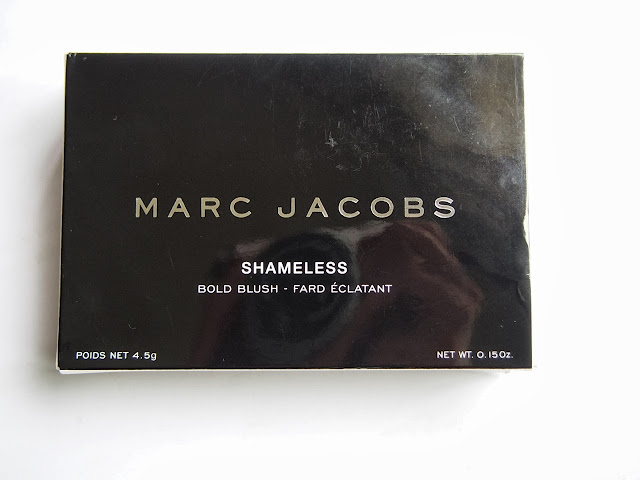 MARC JACOBS
SHAMELESS
BOLD BLUSH - FARD ÉCLATANT
POIDS NET 4.5g NET WT. 0.15Oz.